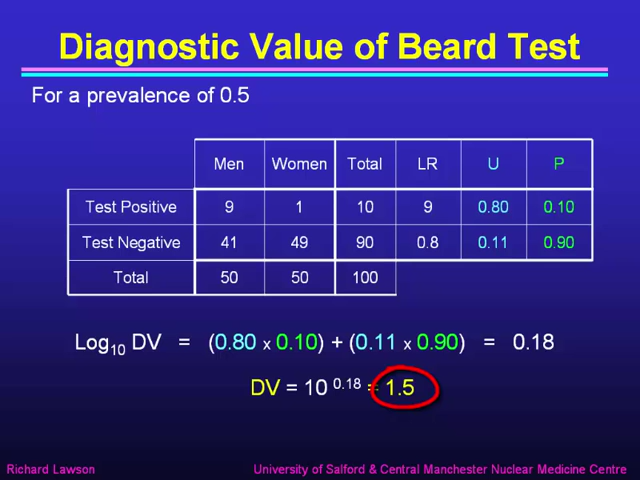 Diagnostic Value of Beard Test
For a prevalence of 0.5
Men Women Total LR U P
Test Positive 9 1 10 9 0.80 0.10
Test Negative 41 49 90 0.8 0.11 0.90
Total 50 50 100
Log10 DV = (0.80 x 0.10) + (0.11 x 0.90) = 0.18
DV = 10 0.18 = 1.5
Richard Lawson University of Salford & Central Manchester Nuclear Medicine Centre